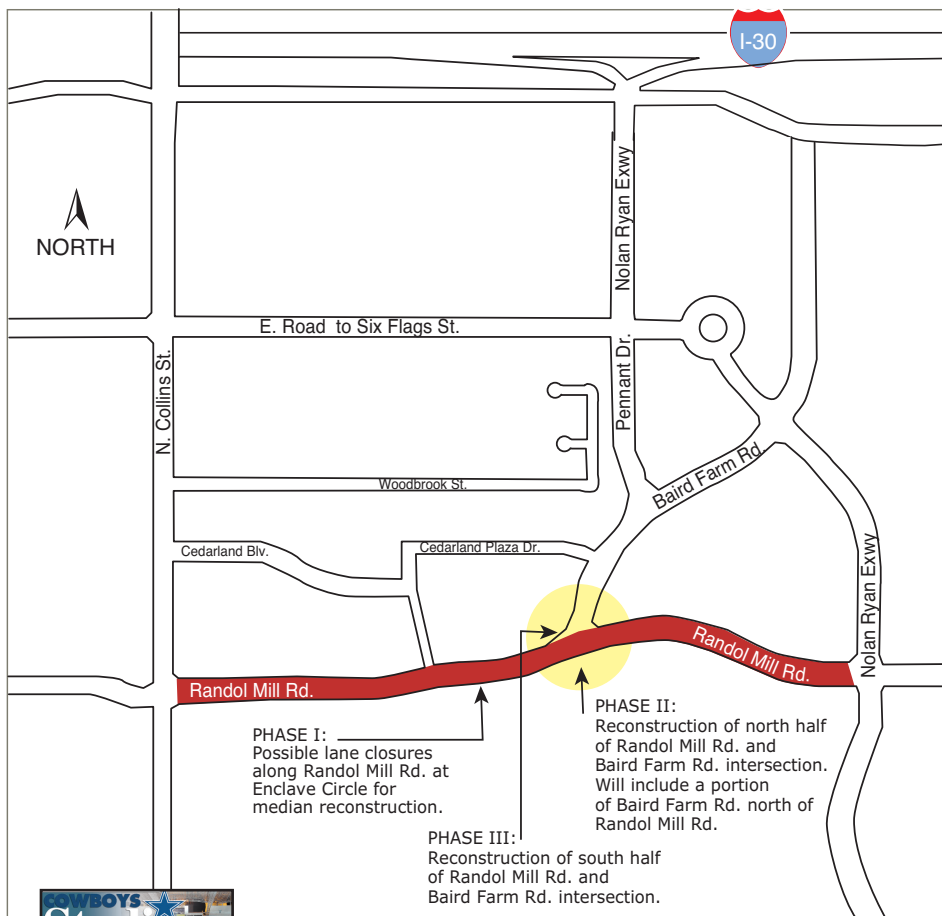 I-30
NORTH
Nolan Ryan Exwy
E. Road to Six Flags St.
N. Collins St.
Pennant Dr.
Baird Farm Rd.
Woodbrook St.
Cedarland Blv.
Cedarland Plaza Dr.
Nolan Ryan Exwy
Randol Mill Rd.
Randol Mill Rd.
PHASE I:
Possible lane closures
along Randol Mill Rd. at
Enclave Circle for
median reconstruction.
PHASE II:
Reconstruction of north half
of Randol Mill Rd. and
Baird Farm Rd. intersection.
Will include a portion
of Baird Farm Rd. north of
Randol Mill Rd.
PHASE III:
Reconstruction of south half
of Randol Mill Rd. and
Baird Farm Rd. intersection.
COWBOYS